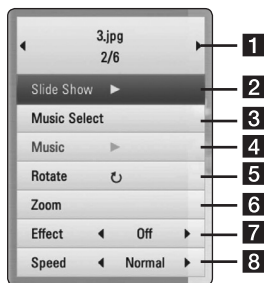 3.jpg
2/6 1
Slide Show 2
Music Select 3
Music 4
Rotate 5
Zoom 6
Effect Off 7
Speed Normal 8